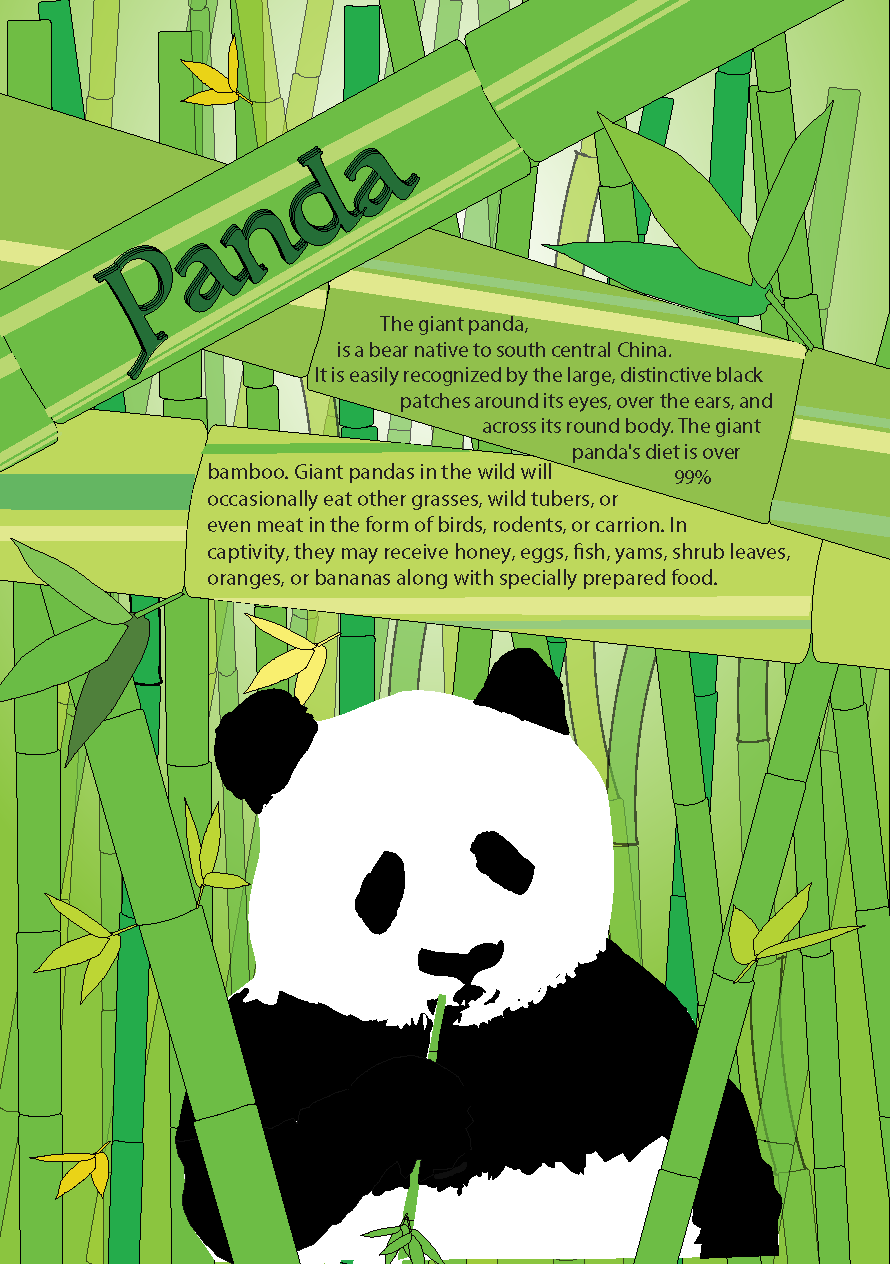 Panda
The giant panda,
is a bear native to south central China.
It is easily recognized by the large, distinctive black
patches around its eyes, over the ears, and
across its round body. The giant
panda's diet is over
99%
bamboo. Giant pandas in the wild will
occasionally eat other grasses, wild tubers, or
even meat in the form of birds, rodents, or carrion. In
captivity, they may receive honey, eggs, fish, yams, shrub leaves,
oranges, or bananas along with specially prepared food.